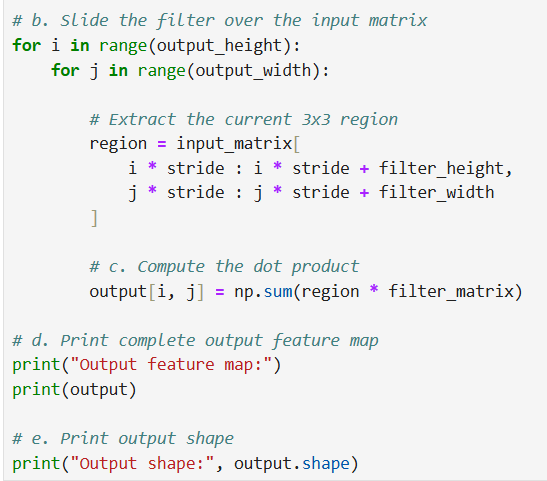 # b. Slide the filter over the input matrix
for i in range(output_height):
    for j in range(output_width):

        # Extract the current 3x3 region
        region = input_matrix[
            i * stride : i * stride + filter_height,
            j * stride : j * stride + filter_width
        ]

        # c. Compute the dot product
        output[i, j] = np.sum(region * filter_matrix)

# d. Print complete output feature map
print("Output feature map:")
print(output)

# e. Print output shape
print("Output shape:", output.shape)